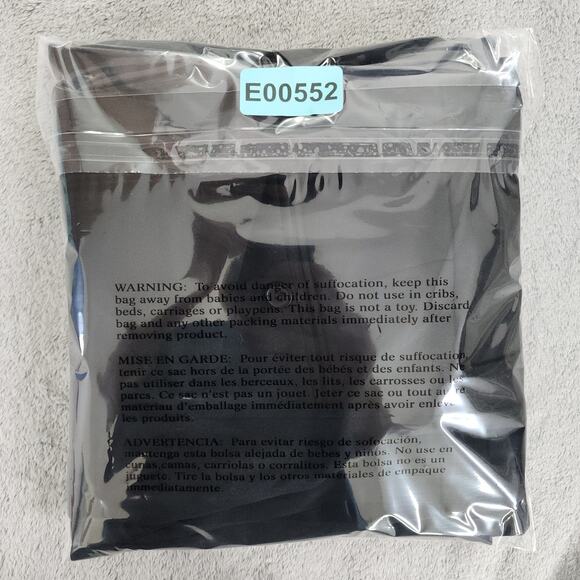 E00552
WARNING: To avoid danger of suffocation, keep this
bag away from babies and children. Do not use in cribs,
beds, carriages or playpens. This bag is not a toy. Discard
bag and any other packing materials immediately after
removing product.
MISE EN GARDE: Pour éviter tout risque de suffocation,
tenir ce sac hors de la portée des bébés et des enfants. Ne
pas utiliser dans les berceaux, les lits, les carrosses ou les
parcs. Ce sac n'est pas un jouet. Jeter ce sac ou tout autre
matériau d'emballage immédiatement après avoir enlevé
les produits.
ADVERTENCIA: Para evitar riesgo de sofocación,
mantenga esta bolsa alejada de bebes y niños. No use en
cunas,camas, carriolas o corralitos. Esta bolsa no es un
juguete. Tire la bolsa y los otros materiales de empaque
immediatamente.